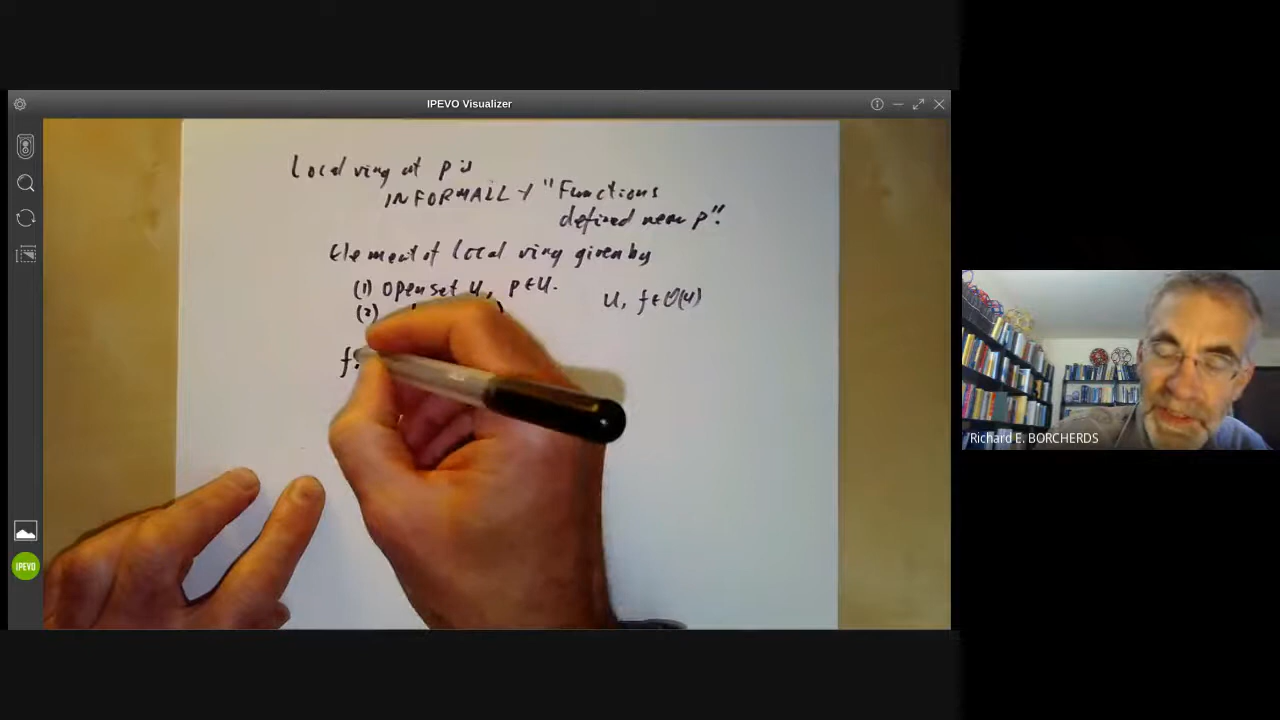 IPEVO Visualizer
Local ring at p is
INFORMALLY "Functions
defined near p".
Element of local ring given by
(1) Open set U, p ∈ U.
U, f ∈ O(U)
(2)
f
IPEVO
Richard E. BORCHERDS